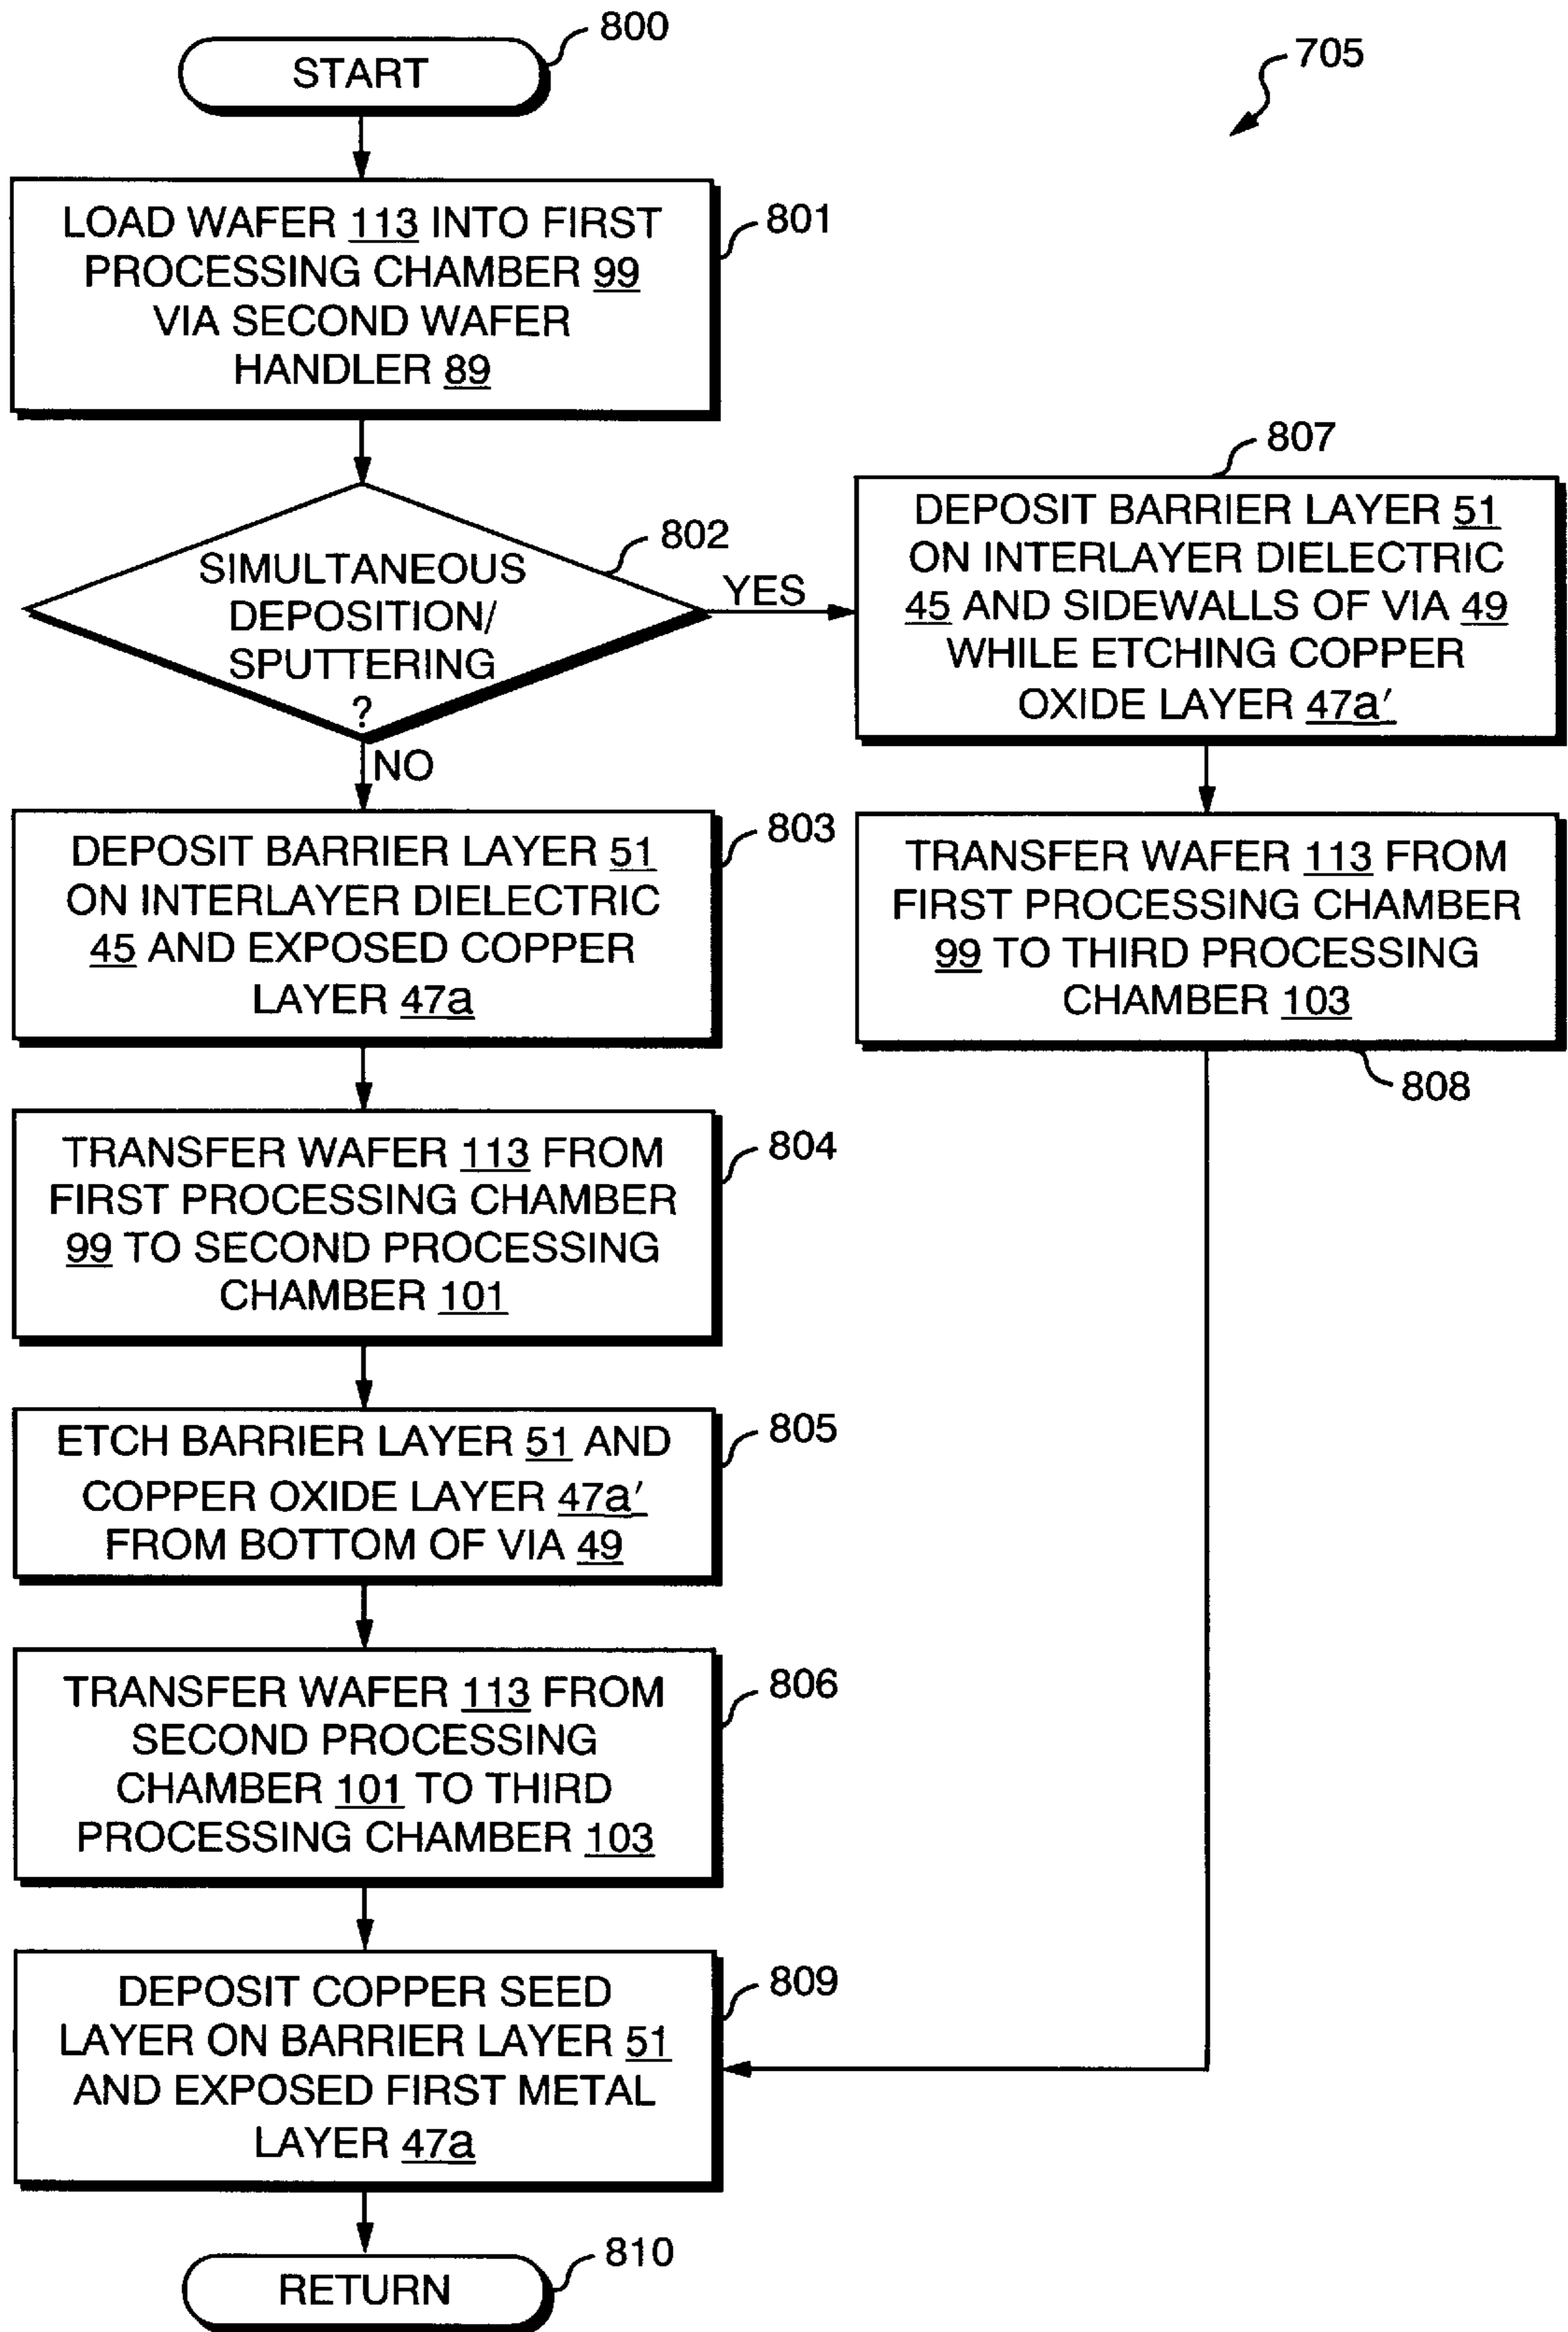 800
START
705
LOAD WAFER 113 INTO FIRST
PROCESSING CHAMBER 99
VIA SECOND WAFER
HANDLER 89
801
SIMULTANEOUS
DEPOSITION/
SPUTTERING
?
802
YES
NO
807
DEPOSIT BARRIER LAYER 51
ON INTERLAYER DIELECTRIC
45 AND SIDEWALLS OF VIA 49
WHILE ETCHING COPPER
OXIDE LAYER 47a′
DEPOSIT BARRIER LAYER 51
ON INTERLAYER DIELECTRIC
45 AND EXPOSED COPPER
LAYER 47a
803
TRANSFER WAFER 113 FROM
FIRST PROCESSING CHAMBER
99 TO THIRD PROCESSING
CHAMBER 103
808
TRANSFER WAFER 113 FROM
FIRST PROCESSING CHAMBER
99 TO SECOND PROCESSING
CHAMBER 101
804
ETCH BARRIER LAYER 51 AND
COPPER OXIDE LAYER 47a′
FROM BOTTOM OF VIA 49
805
TRANSFER WAFER 113 FROM
SECOND PROCESSING
CHAMBER 101 TO THIRD
PROCESSING CHAMBER 103
806
DEPOSIT COPPER SEED
LAYER ON BARRIER LAYER 51
AND EXPOSED FIRST METAL
LAYER 47a
809
RETURN
810